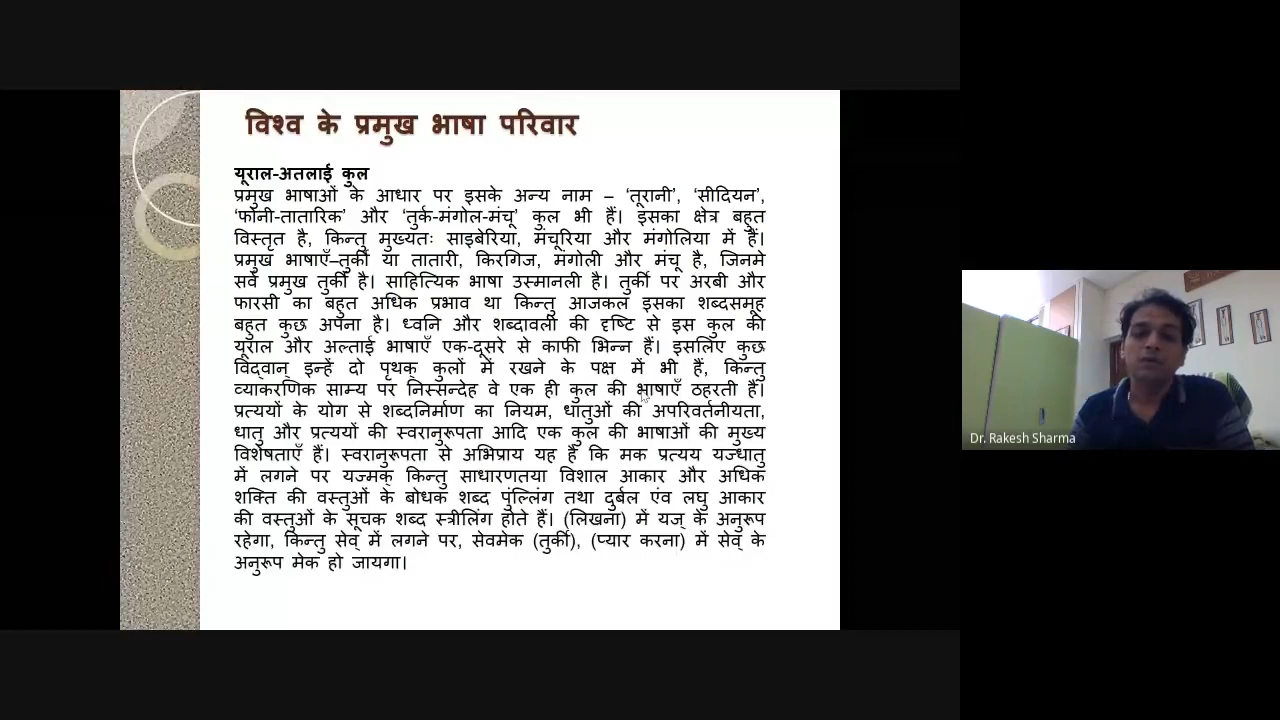 विश्व के प्रमुख भाषा परिवार
यूराल-अतलाई कुल
प्रमुख भाषाओं के आधार पर इसके अन्य नाम – ‘तूरानी’, ‘सीदियन’,
‘फोनी-तातारिक’ और ‘तुर्क-मंगोल-मंचू’ कुल भी हैं। इसका क्षेत्र बहुत
विस्तृत है, किन्तु मुख्यतः साइबेरिया, मंचूरिया और मंगोलिया में हैं।
प्रमुख भाषाएँ–तुर्की या तातारी, किरगिज, मंगोली और मंचू है, जिनमे
सर्व प्रमुख तुर्की है। साहित्यिक भाषा उस्मानली है। तुर्की पर अरबी और
फारसी का बहुत अधिक प्रभाव था किन्तु आजकल इसका शब्दसमूह
बहुत कुछ अपना है। ध्वनि और शब्दावली की दृष्टि से इस कुल की
यूराल और अल्ताई भाषाएँ एक-दूसरे से काफी भिन्न हैं। इसलिए कुछ
विद्वान् इन्हें दो पृथक् कुलों में रखने के पक्ष में भी हैं, किन्तु
व्याकरणिक साम्य पर निस्सन्देह वे एक ही कुल की भाषाएँ ठहरती हैं।
प्रत्ययों के योग से शब्दनिर्माण का नियम, धातुओं की अपरिवर्तनीयता,
धातु और प्रत्ययों की स्वरानुरूपता आदि एक कुल की भाषाओं की मुख्य
विशेषताएँ हैं। स्वरानुरूपता से अभिप्राय यह है कि मक प्रत्यय यज्धातु
में लगने पर यज्मक् किन्तु साधारणतया विशाल आकार और अधिक
शक्ति की वस्तुओं के बोधक शब्द पुंल्लिंग तथा दुर्बल एंव लघु आकार
की वस्तुओं के सूचक शब्द स्त्रीलिंग होते हैं। (लिखना) में यज् के अनुरूप
रहेगा, किन्तु सेव् में लगने पर, सेवमेक (तुर्की), (प्यार करना) में सेव् के
अनुरूप मेक हो जायगा।
Dr. Rakesh Sharma